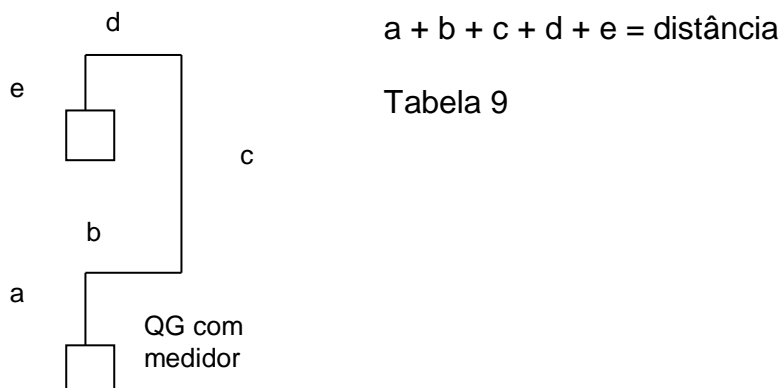 d
a + b + c + d + e = distância
e
Tabela 9
c
b
a
QG com
medidor